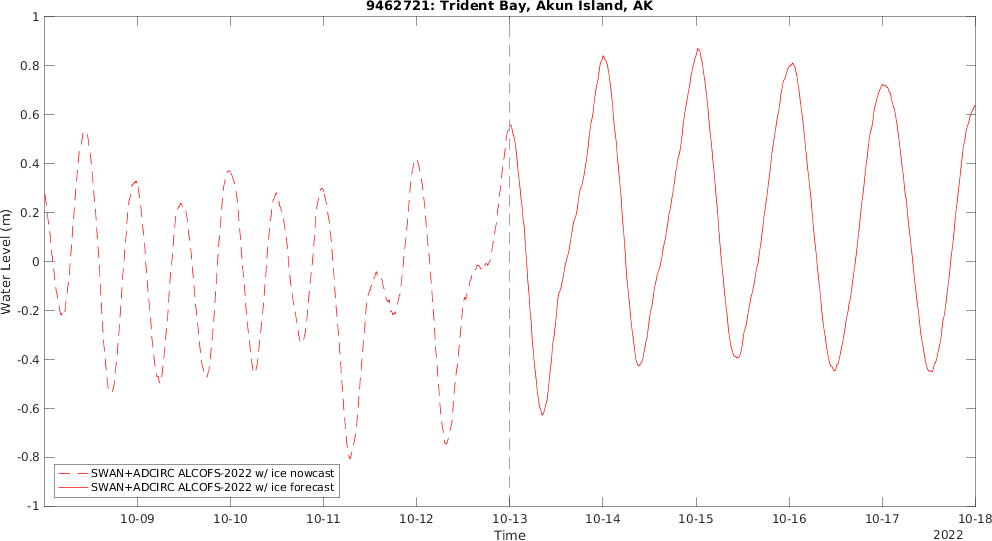 9462721: Trident Bay, Akun Island, AK
1
0.8
0.6
0.4
0.2
0
-0.2
-0.4
-0.6
-0.8
-1
Water Level (m)
SWAN+ADCIRC ALCOFS-2022 w/ ice nowcast
SWAN+ADCIRC ALCOFS-2022 w/ ice forecast
10-09 10-10 10-11 10-12 10-13 10-14 10-15 10-16 10-17 10-18
Time
2022